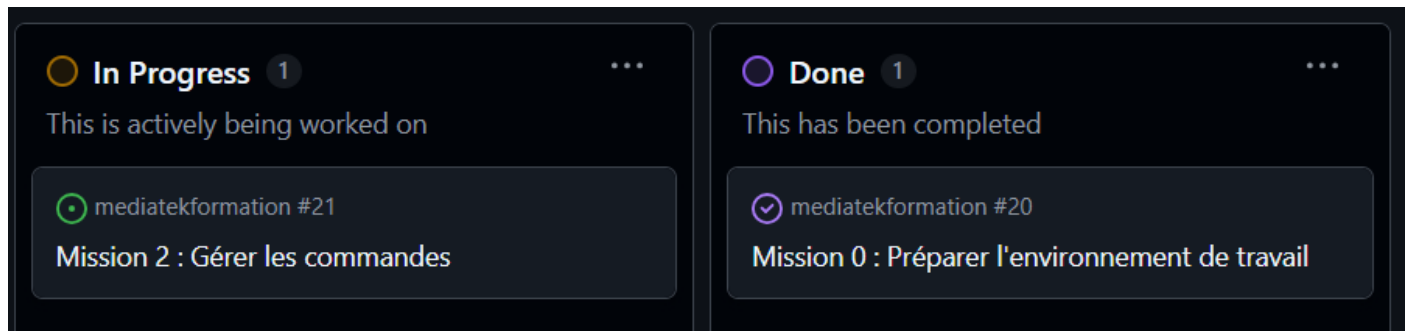 In Progress 1
This is actively being worked on
mediatekformation #21
Mission 2 : Gérer les commandes
Done 1
This has been completed
mediatekformation #20
Mission 0 : Préparer l'environnement de travail